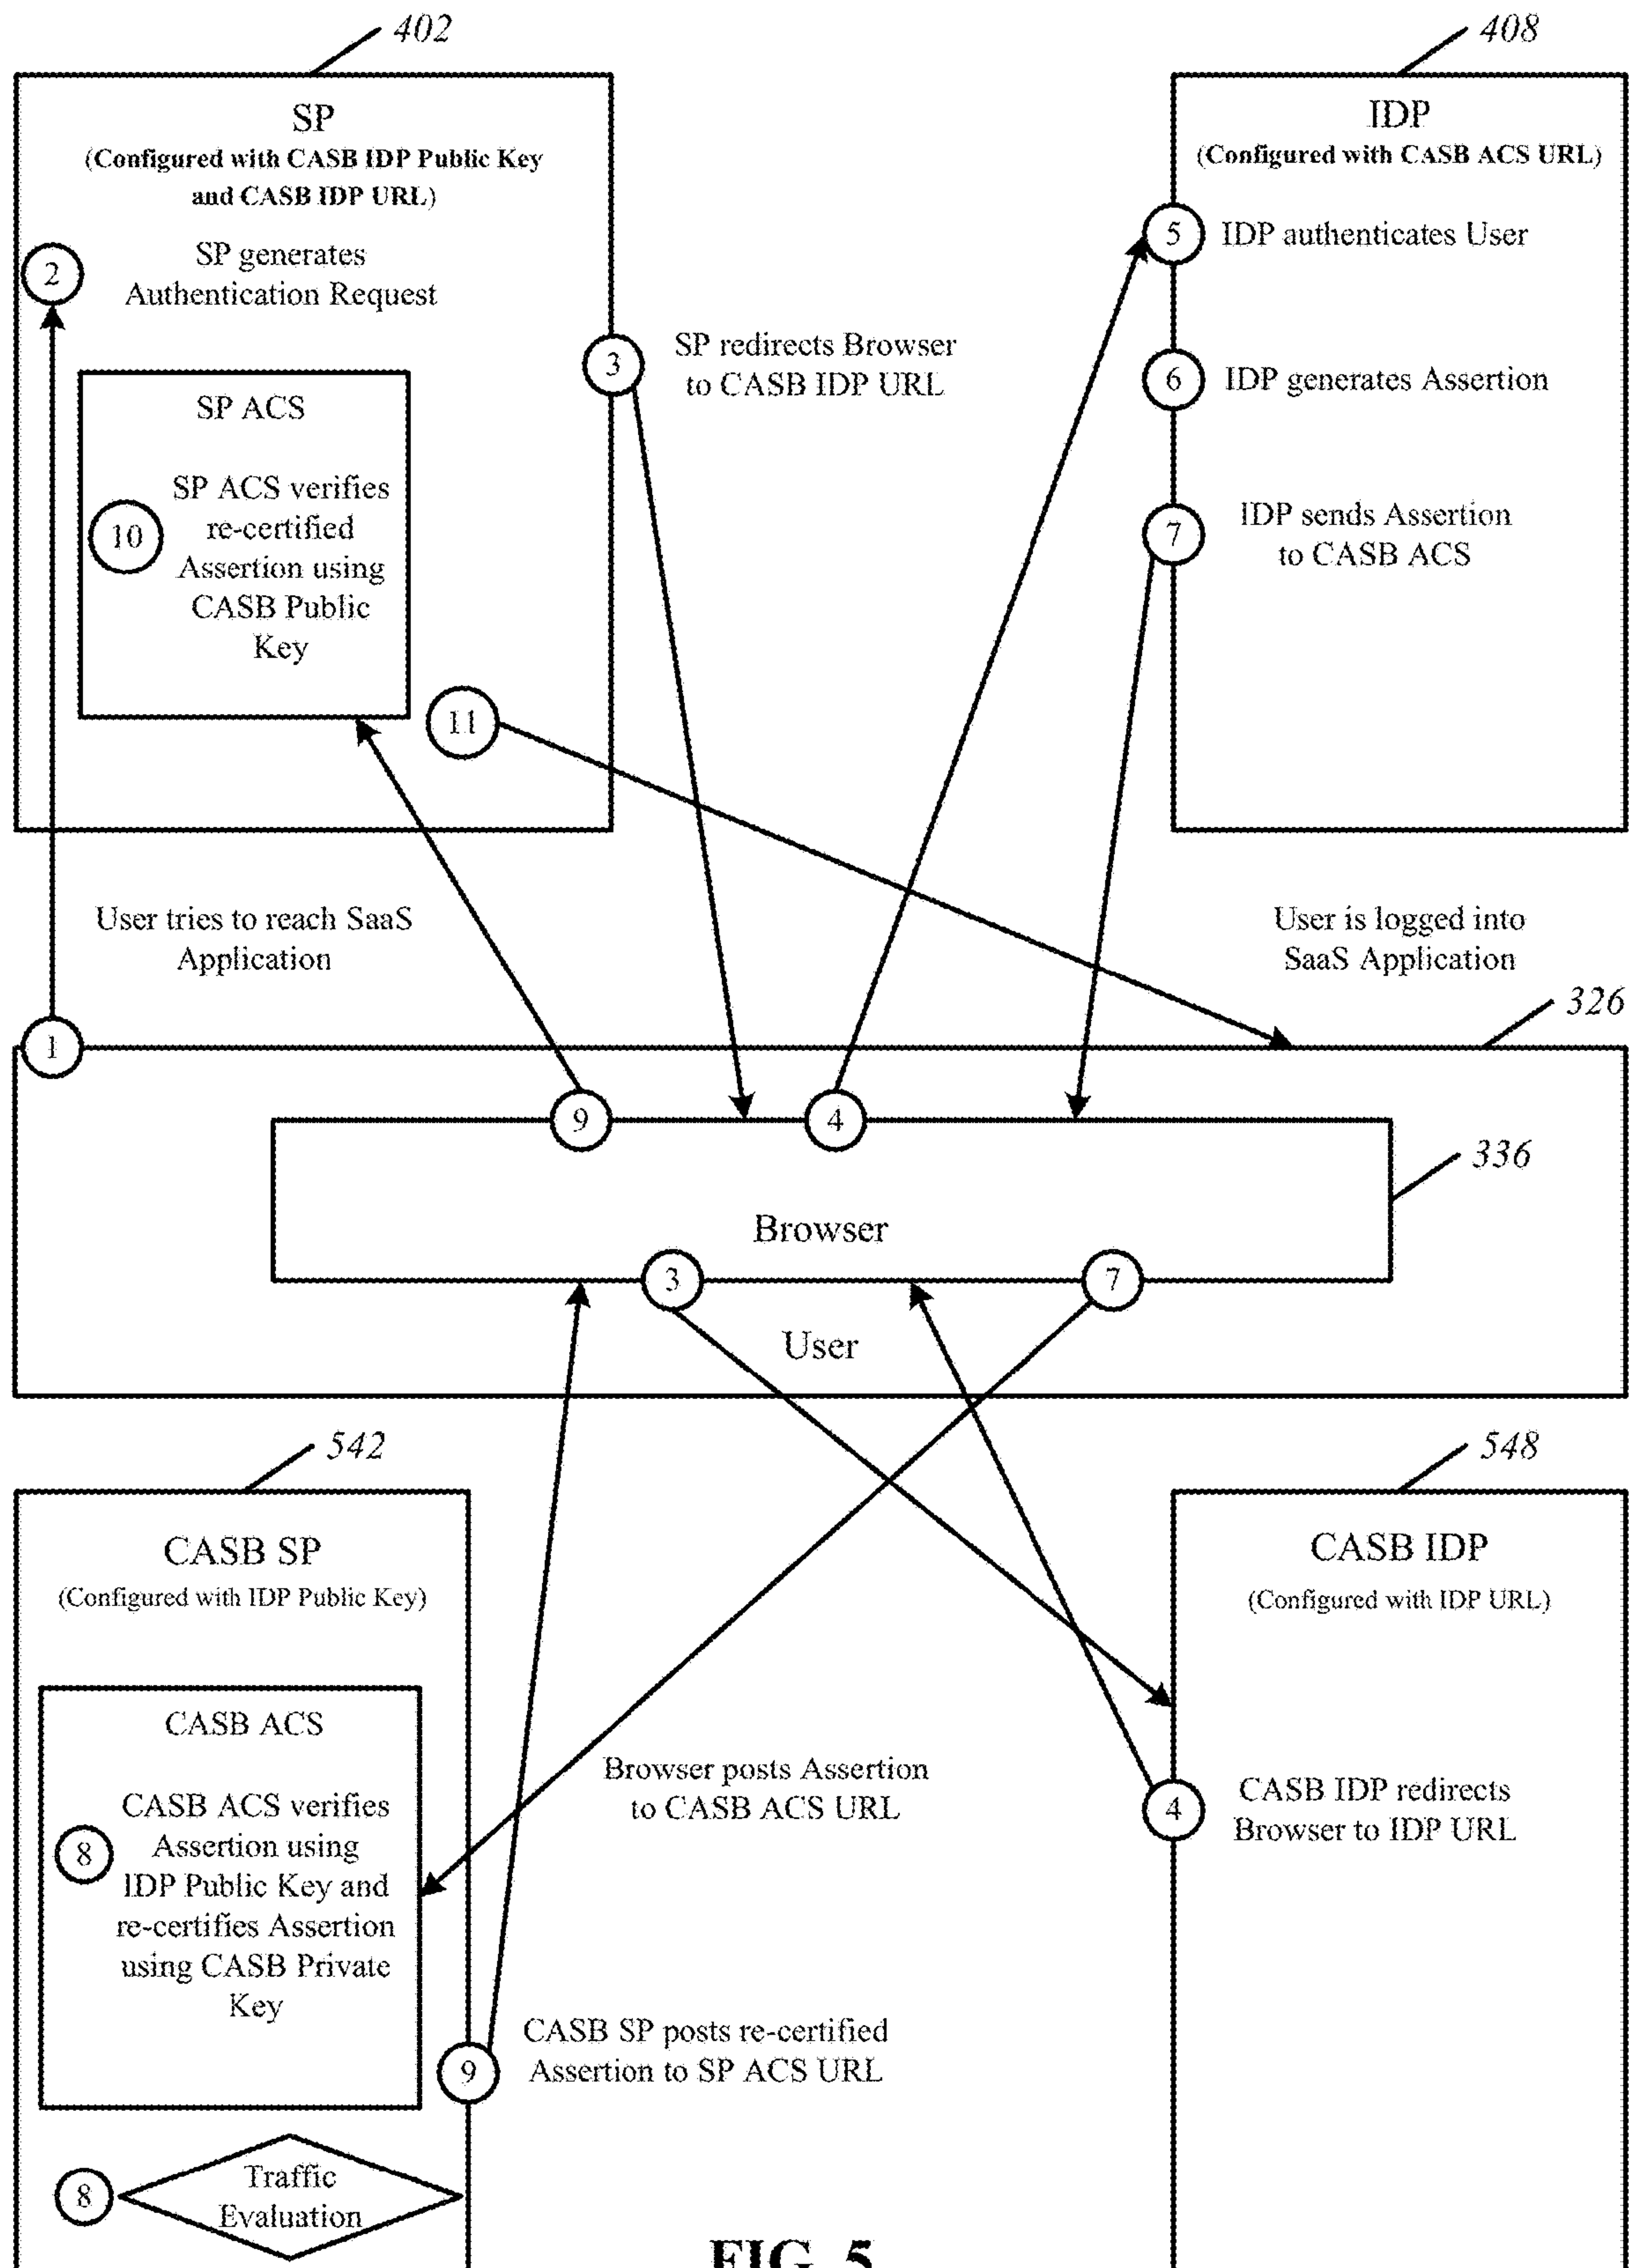 402
408
SP
(Configured with CASB IDP Public Key
and CASB IDP URL)
2
SP generates
Authentication Request
3
SP redirects Browser
to CASB IDP URL
SP ACS
10
SP ACS verifies
re-certified
Assertion using
CASB Public
Key
11
IDP
(Configured with CASB ACS URL)
5
IDP authenticates User
6
IDP generates Assertion
7
IDP sends Assertion
to CASB ACS
User tries to reach SaaS
Application
User is logged into
SaaS Application
326
1
9
4
336
Browser
3
7
User
542
548
CASB SP
(Configured with IDP Public Key)
CASB ACS
8
CASB ACS verifies
Assertion using
IDP Public Key and
re-certifies Assertion
using CASB Private
Key
Browser posts Assertion
to CASB ACS URL
9
CASB SP posts re-certified
Assertion to SP ACS URL
8
Traffic
Evaluation
CASB IDP
(Configured with IDP URL)
4
CASB IDP redirects
Browser to IDP URL
FIG. 5